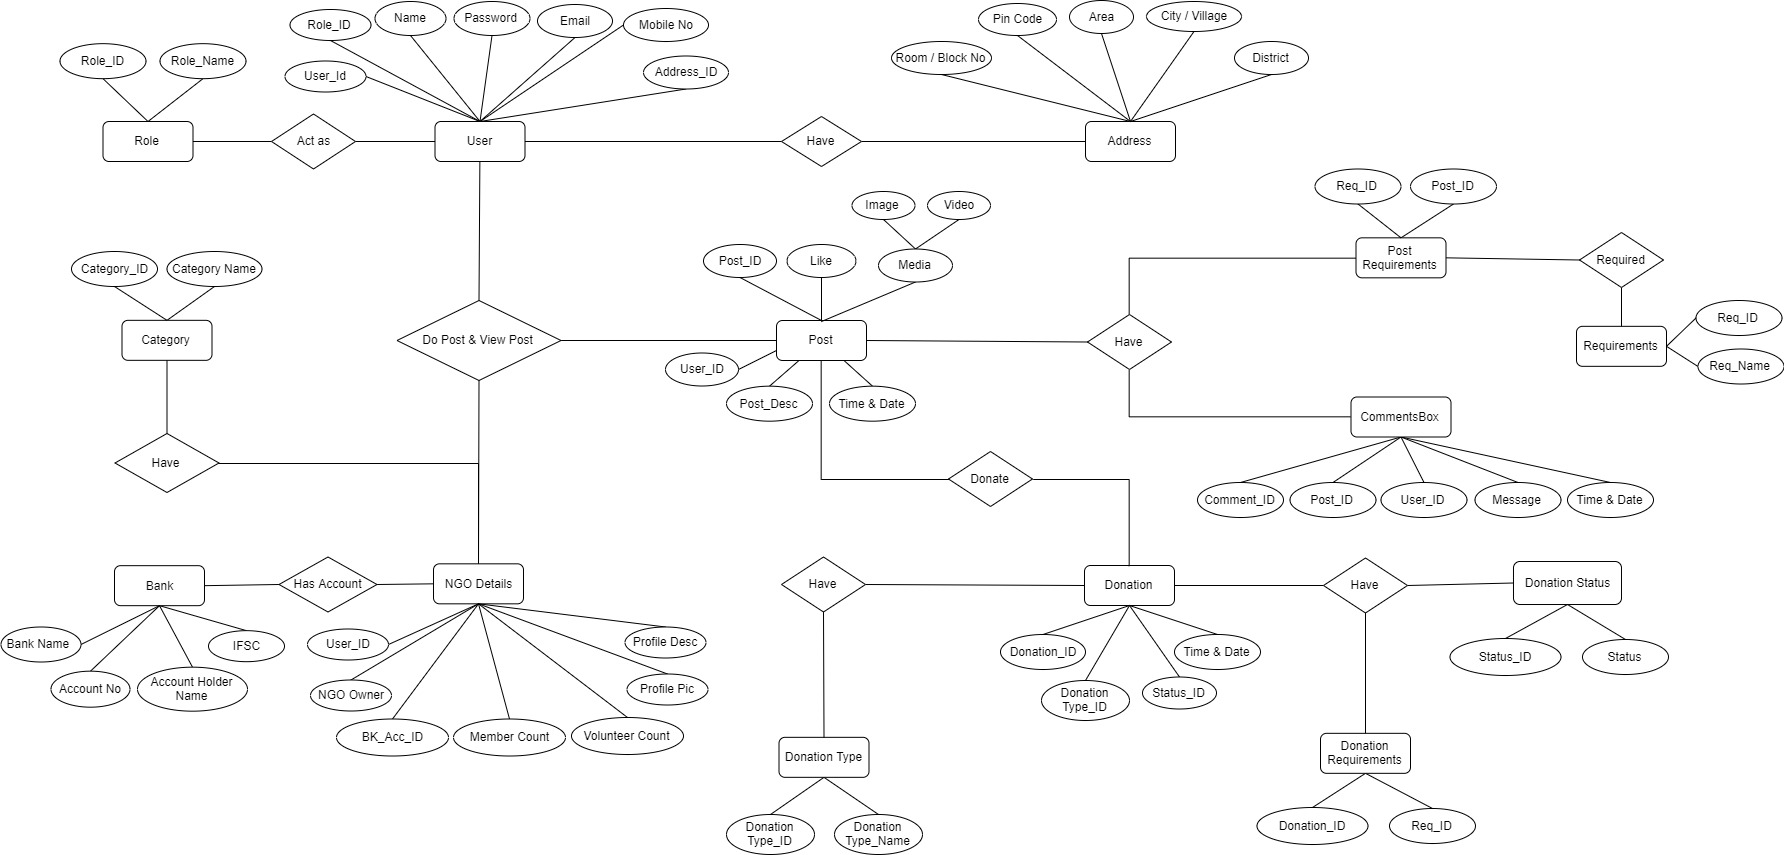 Role_ID
Name
Password
Email
Mobile No
Pin Code
Area
City / Village
Role_ID
Role_Name
User_Id
Address_ID
Room / Block No
District
Role
Act as
User
Have
Address
Req_ID
Post_ID
Image
Video
Category_ID
Category Name
Post_ID
Like
Media
Post
Requirements
Required
Category
Do Post & View Post
Post
Have
Req_ID
Requirements
Req_Name
User_ID
Post_Desc
Time & Date
CommentsBox
Have
Donate
Comment_ID
Post_ID
User_ID
Message
Time & Date
Bank
Has Account
NGO Details
Have
Donation
Have
Donation Status
Bank Name
IFSC
User_ID
Profile Desc
Donation_ID
Time & Date
Status_ID
Status
Account No
Account Holder
Name
NGO Owner
Profile Pic
Donation
Type_ID
Status_ID
BK_Acc_ID
Member Count
Volunteer Count
Donation Type
Donation
Requirements
Donation
Type_ID
Donation
Type_Name
Donation_ID
Req_ID